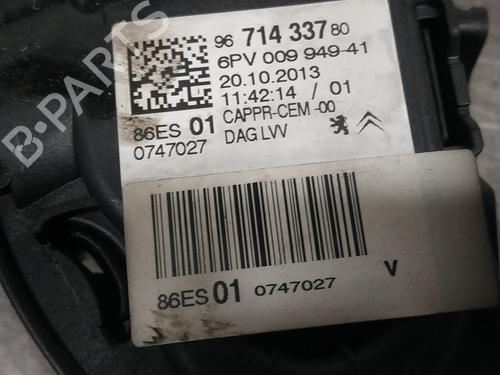 96 714 337 80
6PV 009 949-41
20.10.2013
11:42:14 / 01
86ES 01 CAPPR-CEM-00
0747027 DAG LVV
86ES 01 0747027 V
B-Parts